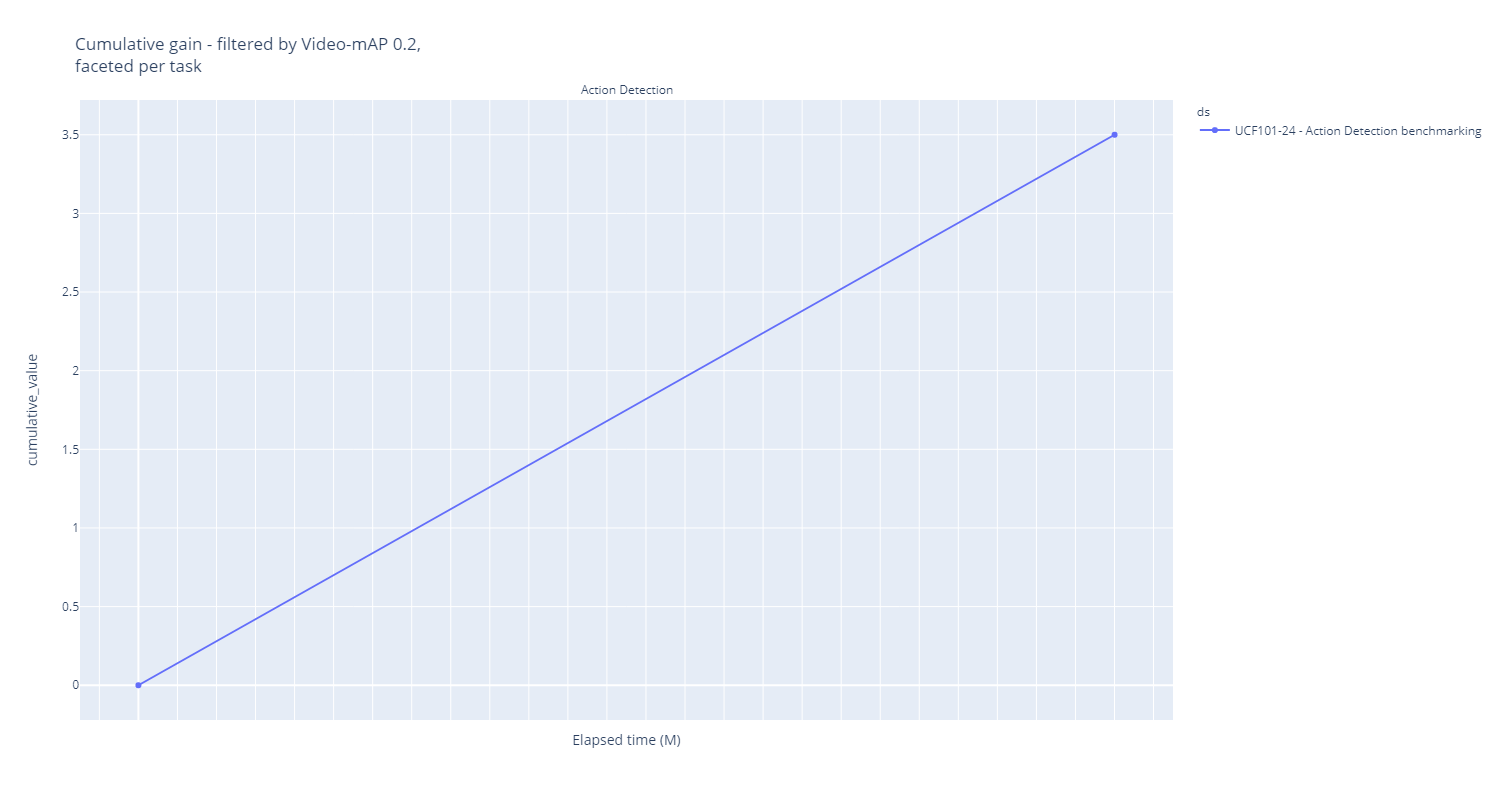 Cumulative gain - filtered by Video-mAP 0.2,
faceted per task
Action Detection
ds
UCF101-24 - Action Detection benchmarking
3.5
3
2.5
2
1.5
1
0.5
0
cumulative_value
Elapsed time (M)